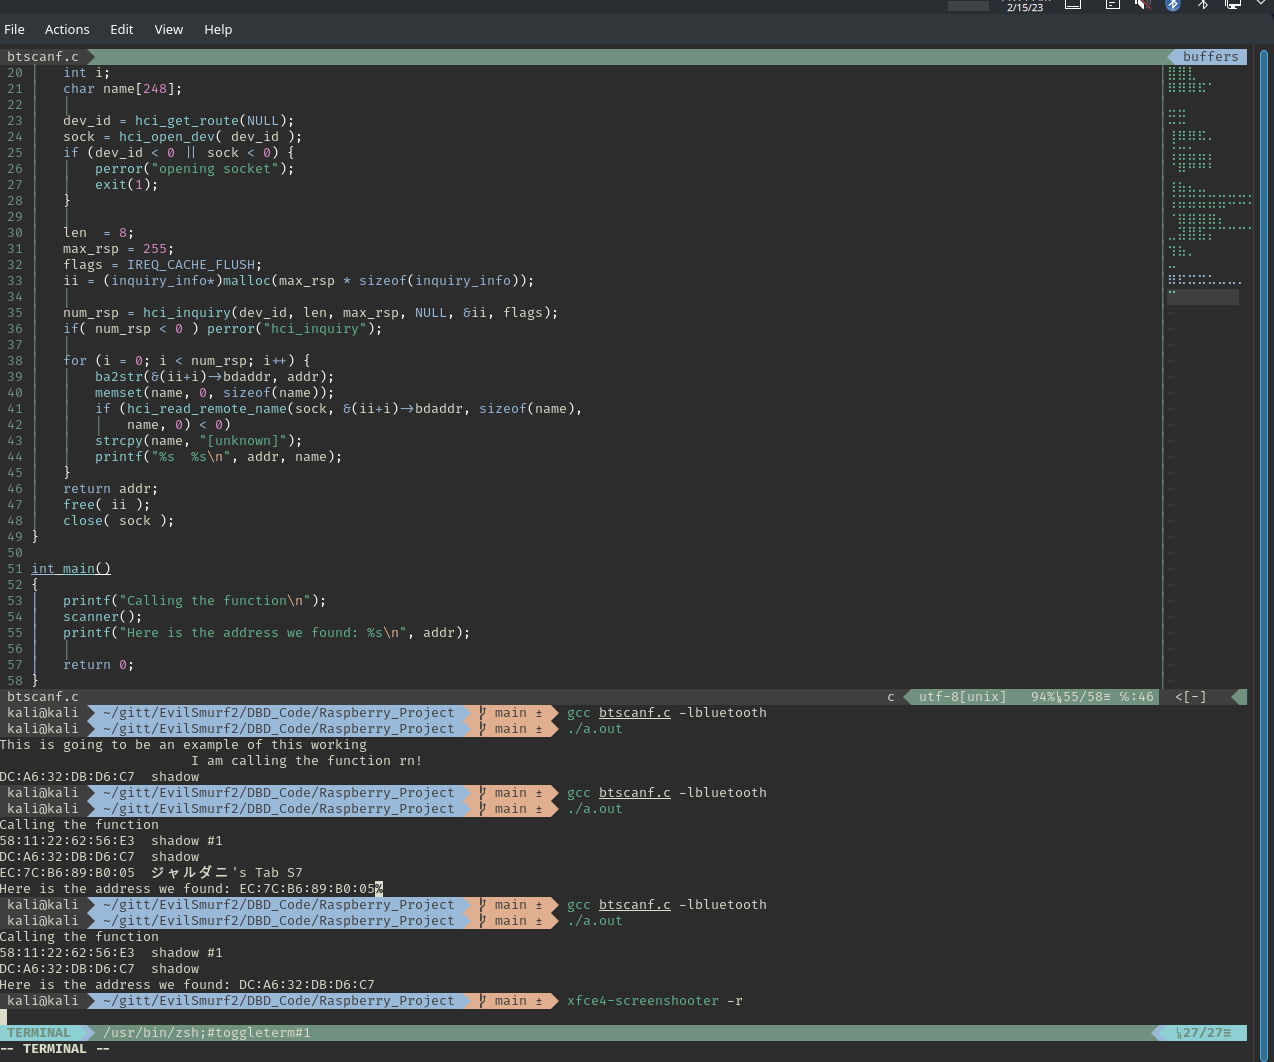 2/15/23
File Actions Edit View Help
btscanf.c buffers
20 int i;
21 char name[248];
22
23 dev_id = hci_get_route(NULL);
24 sock = hci_open_dev( dev_id );
25 if (dev_id < 0 || sock < 0) {
26 perror("opening socket");
27 exit(1);
28 }
29
30 len  = 8;
31 max_rsp = 255;
32 flags = IREQ_CACHE_FLUSH;
33 ii = (inquiry_info*)malloc(max_rsp * sizeof(inquiry_info));
34
35 num_rsp = hci_inquiry(dev_id, len, max_rsp, NULL, &ii, flags);
36 if( num_rsp < 0 ) perror("hci_inquiry");
37
38 for (i = 0; i < num_rsp; i++) {
39 ba2str(&(ii+i)->bdaddr, addr);
40 memset(name, 0, sizeof(name));
41 if (hci_read_remote_name(sock, &(ii+i)->bdaddr, sizeof(name),
42 name, 0) < 0)
43 strcpy(name, "[unknown]");
44 printf("%s  %s\n", addr, name);
45 }
46 return addr;
47 free( ii );
48 close( sock );
49 }
50
51 int main()
52 {
53 printf("Calling the function\n");
54 scanner();
55 printf("Here is the address we found: %s\n", addr);
56
57 return 0;
58 }
btscanf.c c utf-8[unix] 94% 55/58≡ ℅:46 <[-]
kali@kali ~/gitt/EvilSmurf2/DBD_Code/Raspberry_Project main ± gcc btscanf.c -lbluetooth
kali@kali ~/gitt/EvilSmurf2/DBD_Code/Raspberry_Project main ± ./a.out
This is going to be an example of this working
I am calling the function rn!
DC:A6:32:DB:D6:C7  shadow
kali@kali ~/gitt/EvilSmurf2/DBD_Code/Raspberry_Project main ± gcc btscanf.c -lbluetooth
kali@kali ~/gitt/EvilSmurf2/DBD_Code/Raspberry_Project main ± ./a.out
Calling the function
58:11:22:62:56:E3  shadow #1
DC:A6:32:DB:D6:C7  shadow
EC:7C:B6:89:B0:05  ジャルダニ's Tab S7
Here is the address we found: EC:7C:B6:89:B0:05%
kali@kali ~/gitt/EvilSmurf2/DBD_Code/Raspberry_Project main ± gcc btscanf.c -lbluetooth
kali@kali ~/gitt/EvilSmurf2/DBD_Code/Raspberry_Project main ± ./a.out
Calling the function
58:11:22:62:56:E3  shadow #1
DC:A6:32:DB:D6:C7  shadow
Here is the address we found: DC:A6:32:DB:D6:C7
kali@kali ~/gitt/EvilSmurf2/DBD_Code/Raspberry_Project main ± xfce4-screenshooter -r
TERMINAL /usr/bin/zsh;#toggleterm#1 27/27≡
-- TERMINAL --